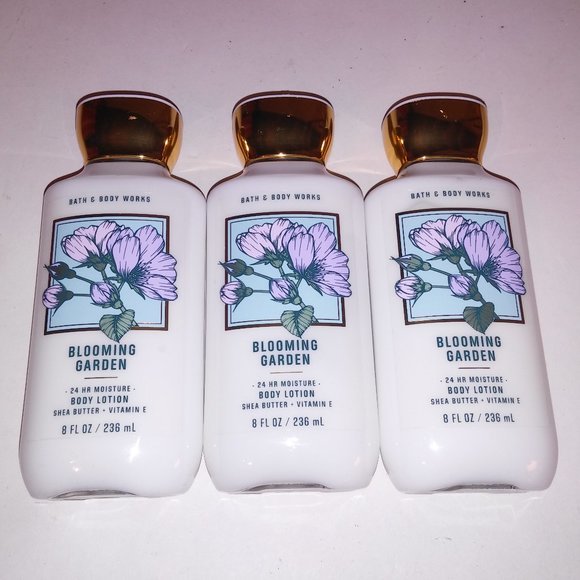 BATH & BODY WORKS
BLOOMING
GARDEN
· 24 HR MOISTURE ·
BODY LOTION
SHEA BUTTER • VITAMIN E
8 FL OZ / 236 mL
BATH & BODY WORKS
BLOOMING
GARDEN
· 24 HR MOISTURE ·
BODY LOTION
SHEA BUTTER • VITAMIN E
8 FL OZ / 236 mL
BATH & BODY WORKS
BLOOMING
GARDEN
· 24 HR MOISTURE ·
BODY LOTION
SHEA BUTTER • VITAMIN E
8 FL OZ / 236 mL